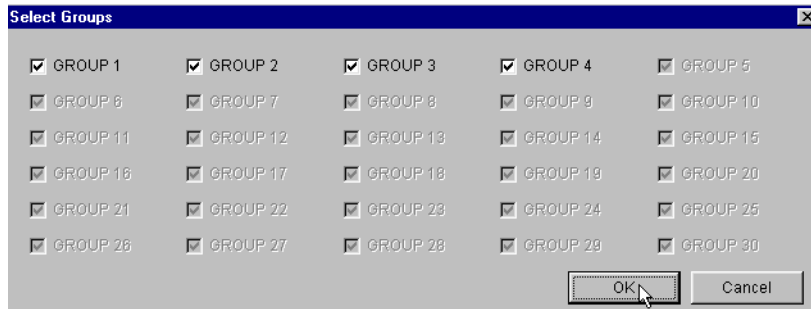 Select Groups
GROUP 1 GROUP 2 GROUP 3 GROUP 4 GROUP 5
GROUP 6 GROUP 7 GROUP 8 GROUP 9 GROUP 10
GROUP 11 GROUP 12 GROUP 13 GROUP 14 GROUP 15
GROUP 16 GROUP 17 GROUP 18 GROUP 19 GROUP 20
GROUP 21 GROUP 22 GROUP 23 GROUP 24 GROUP 25
GROUP 26 GROUP 27 GROUP 28 GROUP 29 GROUP 30
OK Cancel